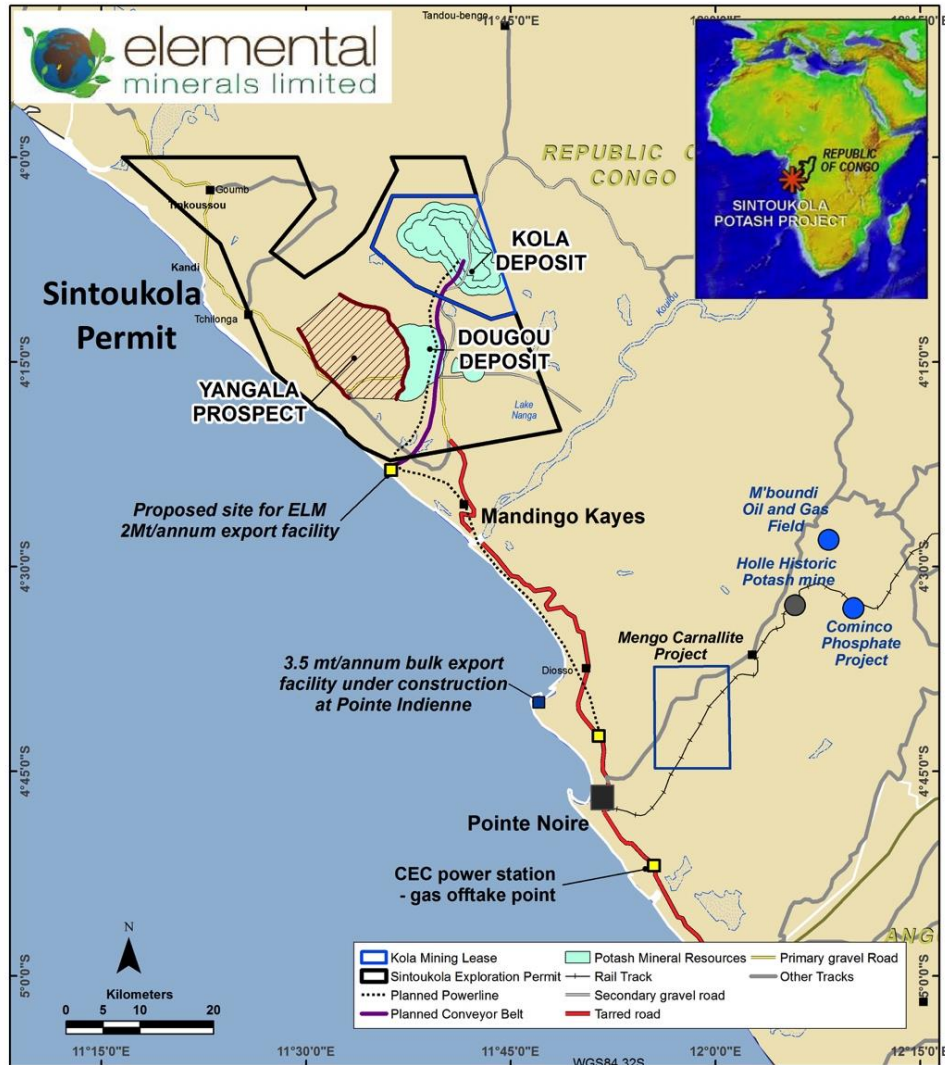 elemental
minerals limited
Tandou-bengo
11°45'0"E
REPUBLIC
CONGO
REPUBLIC
OF CONGO
SINTOUKOLA
POTASH PROJECT
4°0'0"S
4°0'0"S
Goumb
Kandi
Tchilonga
Sintoukola
Permit
KOLA
DEPOSIT
DOUGOU
DEPOSIT
YANGALA
PROSPECT
Kouilou
Lake
Nanga
4°15'0"S
4°15'0"S
Proposed site for ELM
2Mt/annum export facility
Mandingo Kayes
M'boundi
Oil and Gas
Field
Holle Historic
Potash mine
Cominco
Phosphate
Project
4°30'0"S
4°30'0"S
Mengo Carnallite
Project
3.5 mt/annum bulk export
facility under construction
at Pointe Indienne
Diosso
4°45'0"S
4°45'0"S
Pointe Noire
CEC power station
- gas offtake point
ANG
N
Kilometers
0 5 10 20
Kola Mining Lease
Sintoukola Exploration Permit
Planned Powerline
Planned Conveyor Belt
Potash Mineral Resources
Rail Track
Secondary gravel road
Tarred road
Primary gravel Road
Other Tracks
5°0'0"S
5°0'0"S
11°15'0"E
11°30'0"E
11°45'0"E
12°0'0"E
12°15'0"E
WGS84 32S